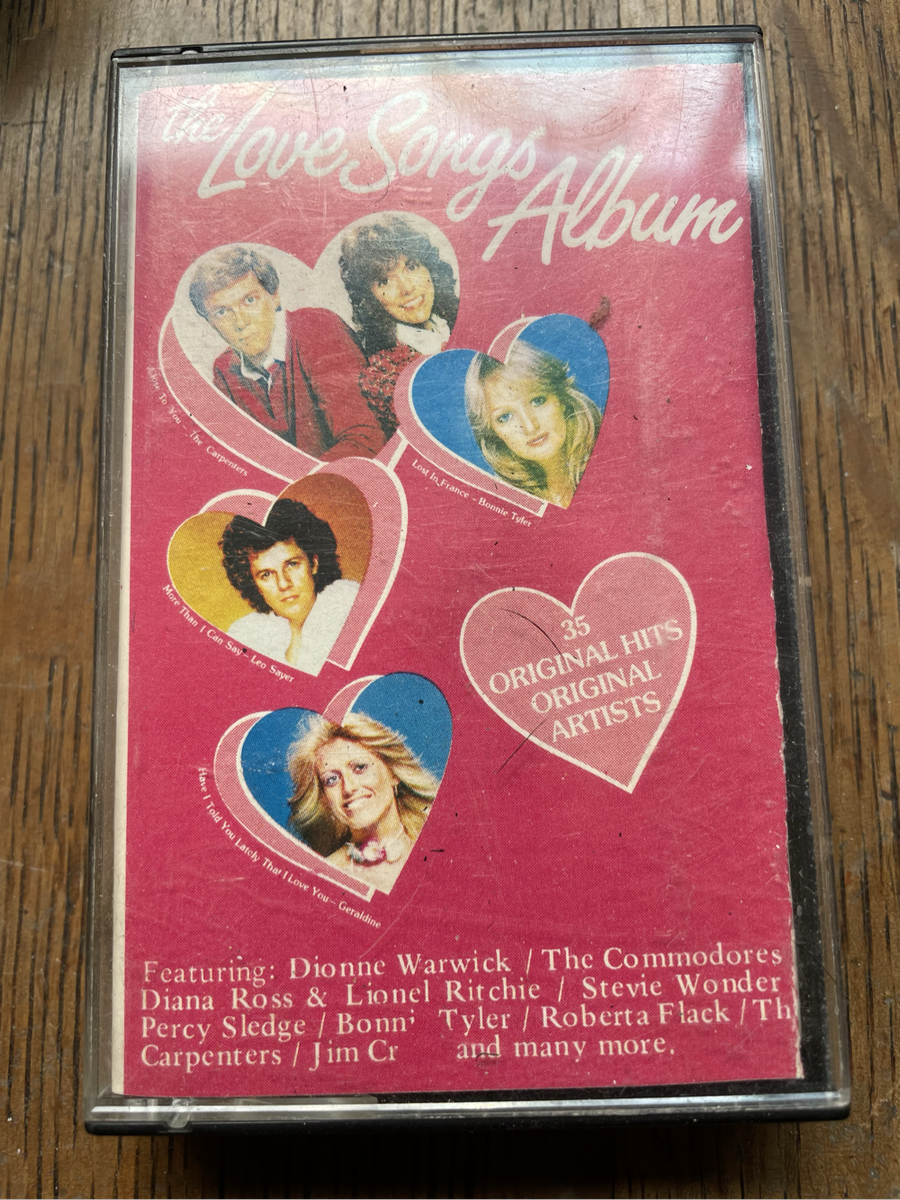 the Love Songs
Album
To You - The Carpenters
Lost In France - Bonnie Tyler
More Than I Can Say - Leo Sayer
35
ORIGINAL HITS
ORIGINAL
ARTISTS
Have I Told You Lately That I Love You - Geraldine
Featuring: Dionne Warwick / The Commodores
Diana Ross & Lionel Ritchie / Stevie Wonder
Percy Sledge / Bonni Tyler / Roberta Flack / Th
Carpenters / Jim Cr and many more.